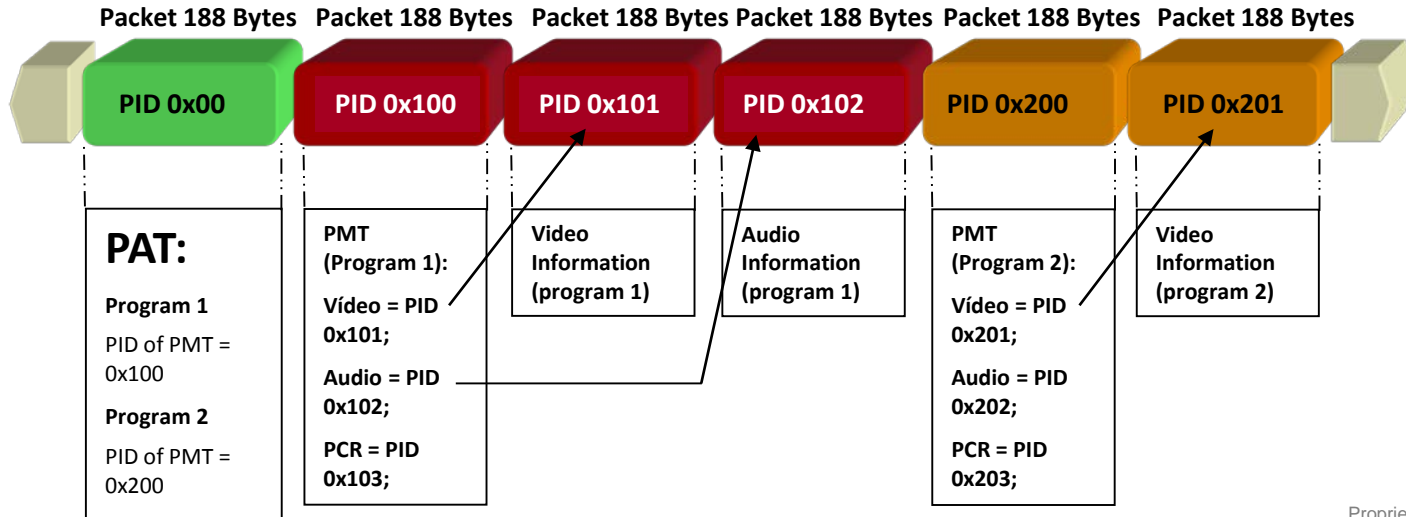 Packet 188 Bytes Packet 188 Bytes Packet 188 Bytes Packet 188 Bytes Packet 188 Bytes Packet 188 Bytes
PID 0x00
PID 0x100
PID 0x101
PID 0x102
PID 0x200
PID 0x201
PAT:
Program 1
PID of PMT =
0x100
Program 2
PID of PMT =
0x200
PMT
(Program 1):
Vídeo = PID
0x101;
Audio = PID
0x102;
PCR = PID
0x103;
Video
Information
(program 1)
Audio
Information
(program 1)
PMT
(Program 2):
Vídeo = PID
0x201;
Audio = PID
0x202;
PCR = PID
0x203;
Video
Information
(program 2)
Proprie